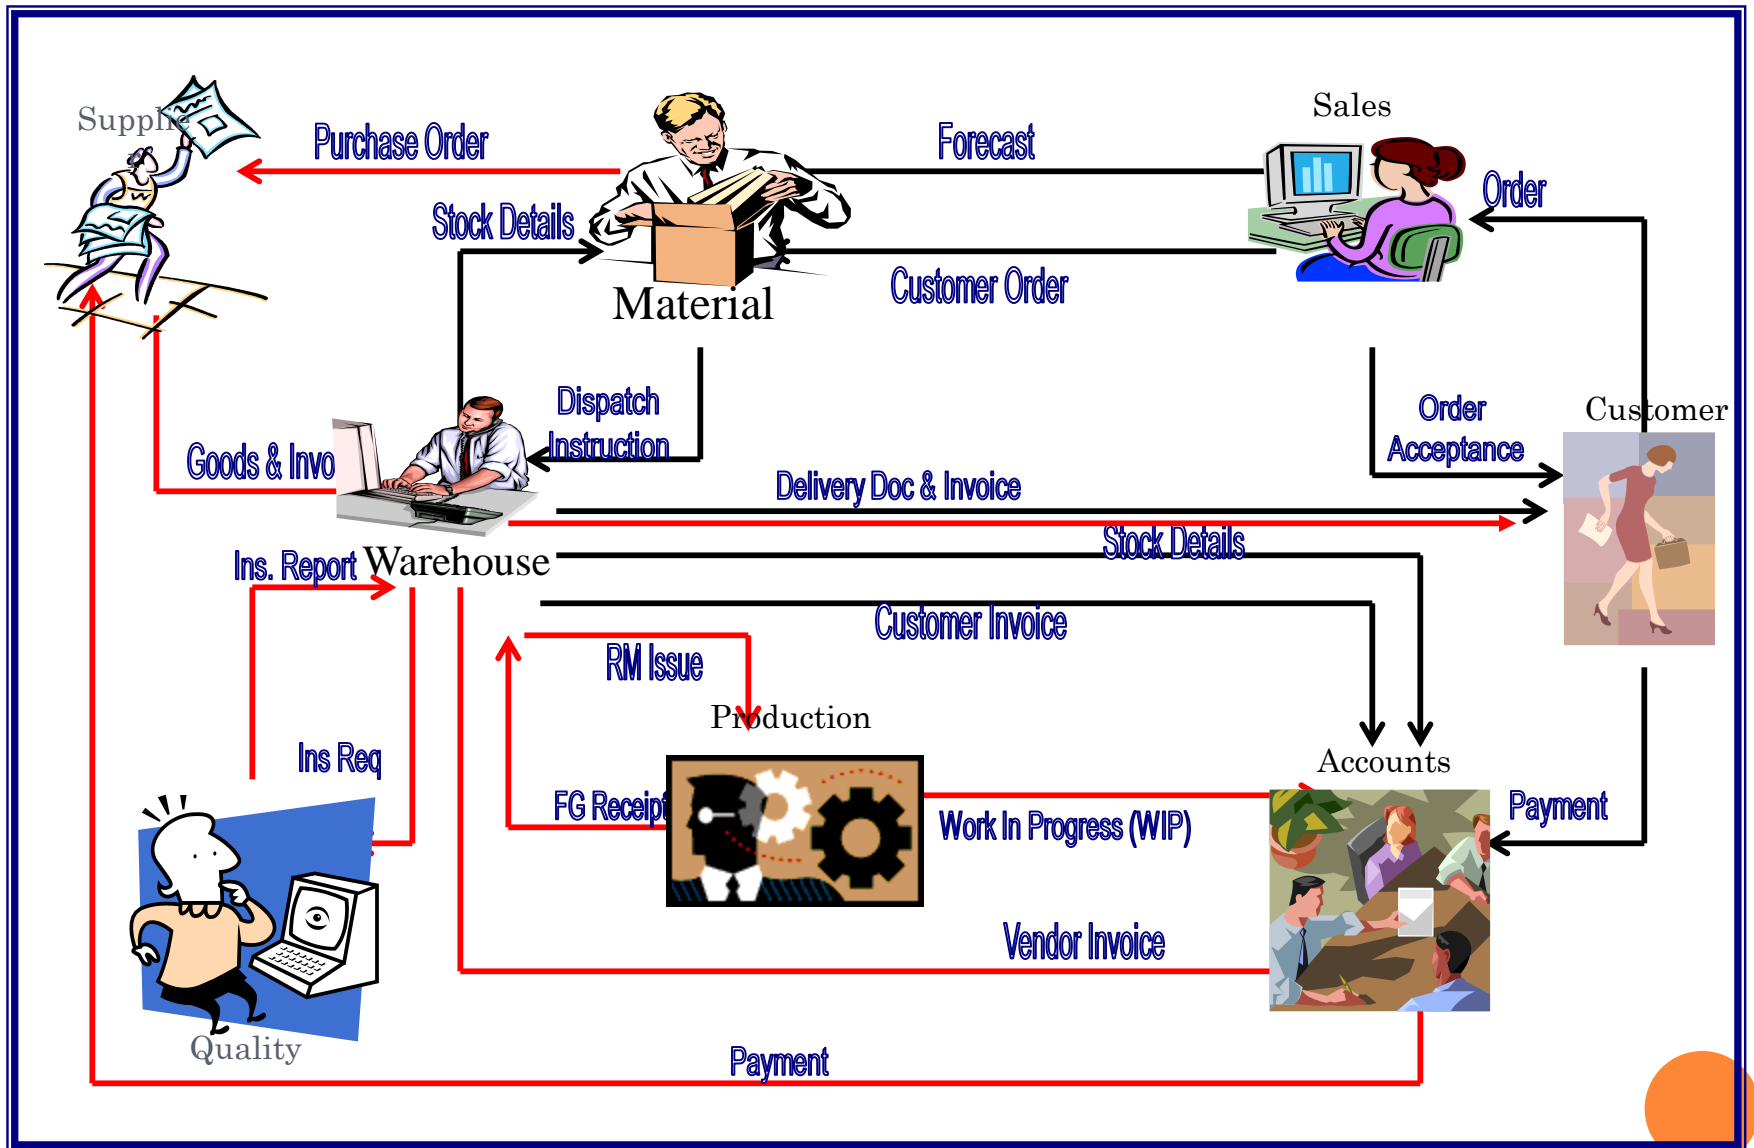 Sales
Supplie
Purchase Order
Forecast
Order
Stock Details
Customer Order
Material
Dispatch
Instruction
Order
Acceptance
Customer
Goods & Invo
Delivery Doc & Invoice
Stock Details
Ins. Report
Warehouse
Customer Invoice
RM Issue
Production
Ins Req
Accounts
FG Receipt
Work In Progress (WIP)
Payment
Vendor Invoice
Quality
Payment